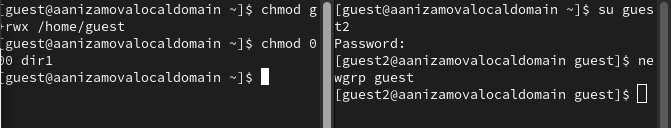 [guest@aanizamovalocaldomain ~]$ chmod g
+rwx /home/guest
[guest@aanizamovalocaldomain ~]$ chmod 0
00 dir1
[guest@aanizamovalocaldomain ~]$
[guest@aanizamovalocaldomain ~]$ su gues
t2
Password:
[guest2@aanizamovalocaldomain guest]$ ne
wgrp guest
[guest2@aanizamovalocaldomain guest]$